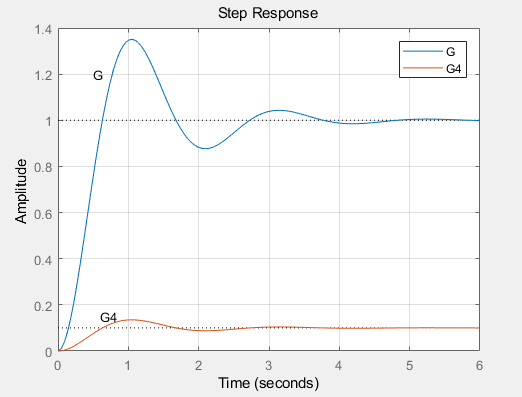 Step Response
1.4
1.2
1
0.8
0.6
0.4
0.2
0
Amplitude
G
G4
G
G4
0 1 2 3 4 5 6
Time (seconds)